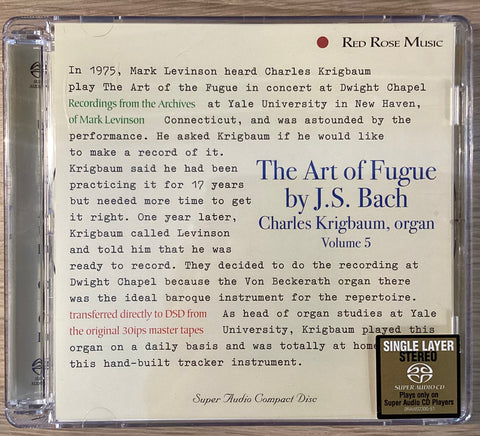 RED ROSE MUSIC
In 1975, Mark Levinson heard Charles Krigbaum
play The Art of the Fugue in concert at Dwight Chapel
Recordings from the Archives at Yale University in New Haven,
of Mark Levinson Connecticut, and was astounded by the
performance. He asked Krigbaum if he would like
to make a record of it.
Krigbaum said he had been
practicing it for 17 years
but needed more time to get
it right. One year later,
Krigbaum called Levinson
and told him that he was
ready to record. They decided to do the recording at
The Art of Fugue
by J.S. Bach
Charles Krigbaum, organ
Volume 5
Dwight Chapel because the Von Beckerath organ there
was the ideal baroque instrument for the repertoire.
transferred directly to DSD from As head of organ studies at Yale
the original 30ips master tapes University, Krigbaum played this
organ on a daily basis and was totally at home
this hand-built tracker instrument.
Super Audio Compact Disc
SINGLE LAYER
STEREO
SUPER AUDIO CD
Plays only on
Super Audio CD Players